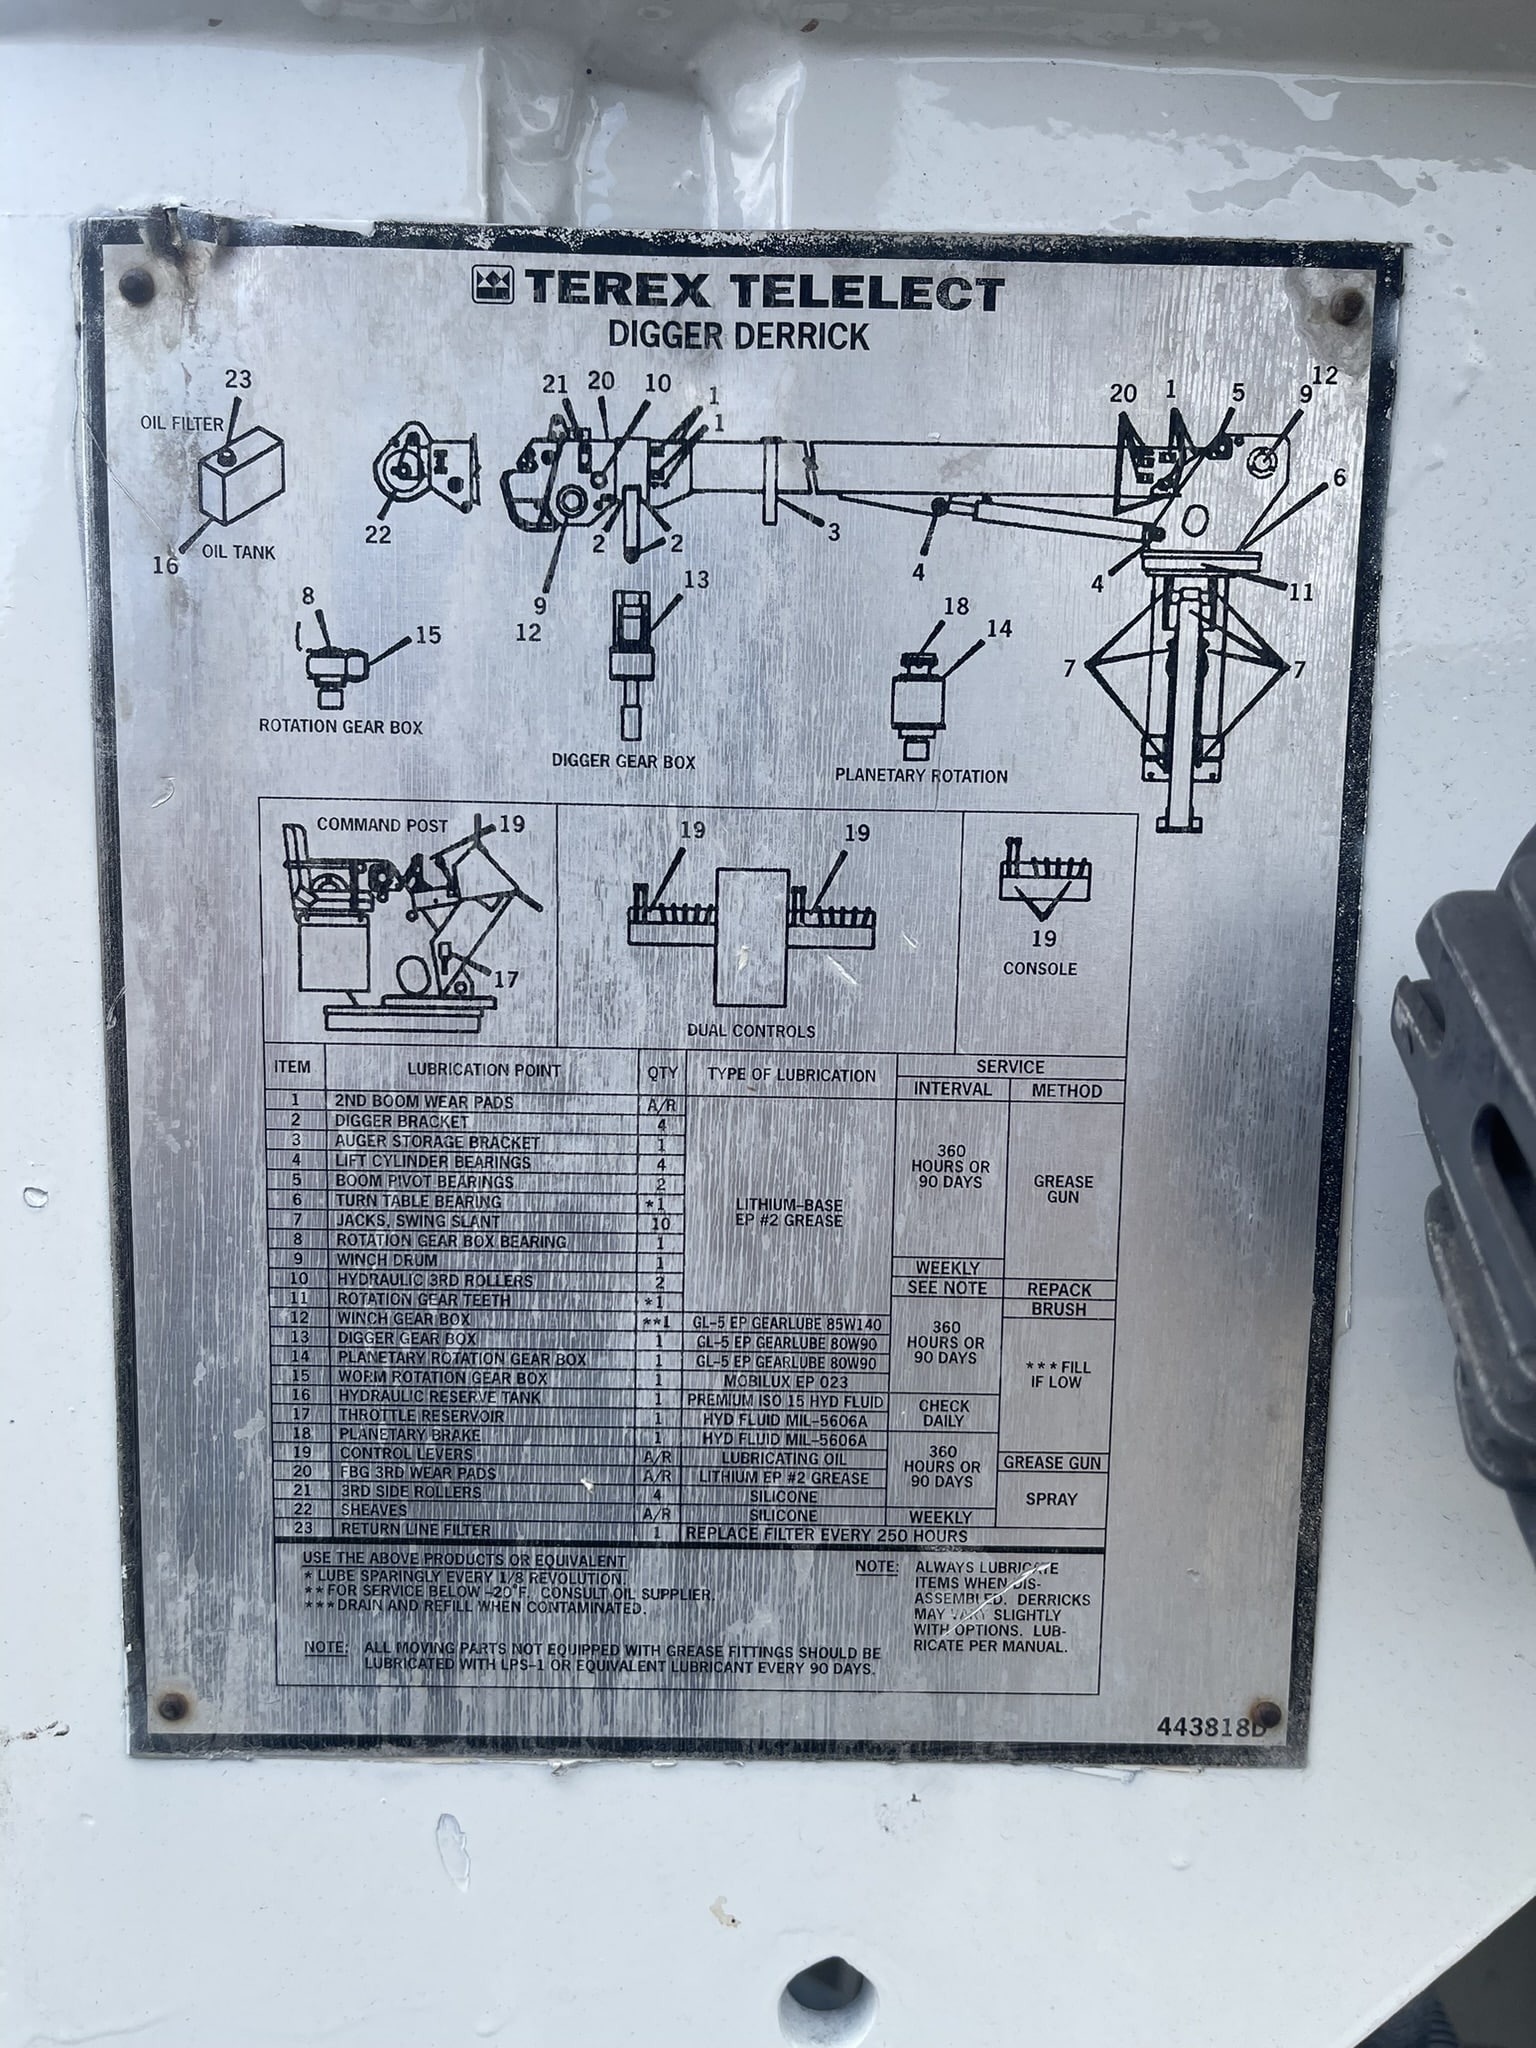 TEREX TELELECT
DIGGER DERRICK
23
OIL FILTER
16
OIL TANK
22
21
20
10
1
1
2
2
3
9
12
4
4
20
1
5
9
12
6
11
7
7
8
15
ROTATION GEAR BOX
13
DIGGER GEAR BOX
18
14
PLANETARY ROTATION
COMMAND POST
19
17
19
19
DUAL CONTROLS
19
CONSOLE
ITEM LUBRICATION POINT QTY TYPE OF LUBRICATION SERVICE
INTERVAL METHOD
1 2ND BOOM WEAR PADS A/R
2 DIGGER BRACKET 4
3 AUGER STORAGE BRACKET 1
4 LIFT CYLINDER BEARINGS 4
5 BOOM PIVOT BEARINGS 2
6 TURN TABLE BEARING *1
7 JACKS, SWING SLANT 10
8 ROTATION GEAR BOX BEARING 1
9 WINCH DRUM 1
10 HYDRAULIC 3RD ROLLERS 2
11 ROTATION GEAR TEETH *1
LITHIUM-BASE
EP #2 GREASE
360
HOURS OR
90 DAYS
GREASE
GUN
WEEKLY
SEE NOTE REPACK
BRUSH
12 WINCH GEAR BOX **1 GL-5 EP GEARLUBE 85W140
13 DIGGER GEAR BOX 1 GL-5 EP GEARLUBE 80W90
14 PLANETARY ROTATION GEAR BOX 1 GL-5 EP GEARLUBE 80W90
15 WORM ROTATION GEAR BOX 1 MOBILUX EP 023
360
HOURS OR
90 DAYS
***FILL
IF LOW
16 HYDRAULIC RESERVE TANK 1 PREMIUM ISO 15 HYD FLUID
17 THROTTLE RESERVOIR 1 HYD FLUID MIL-5606A
CHECK
DAILY
18 PLANETARY BRAKE 1 HYD FLUID MIL-5606A
19 CONTROL LEVERS A/R LUBRICATING OIL
20 FBG 3RD WEAR PADS A/R LITHIUM EP #2 GREASE
21 3RD SIDE ROLLERS 4 SILICONE
360
HOURS OR
90 DAYS
GREASE GUN
SPRAY
22 SHEAVES A/R SILICONE WEEKLY
23 RETURN LINE FILTER 1 REPLACE FILTER EVERY 250 HOURS
USE THE ABOVE PRODUCTS OR EQUIVALENT
* LUBE SPARINGLY EVERY 1/8 REVOLUTION
**FOR SERVICE BELOW -20°F. CONSULT OIL SUPPLIER.
***DRAIN AND REFILL WHEN CONTAMINATED.
NOTE: ALL MOVING PARTS NOT EQUIPPED WITH GREASE FITTINGS SHOULD BE
LUBRICATED WITH LPS-1 OR EQUIVALENT LUBRICANT EVERY 90 DAYS.
NOTE: ALWAYS LUBRICATE
ITEMS WHEN DIS-
ASSEMBLED. DERRICKS
MAY VARY SLIGHTLY
WITH OPTIONS. LUB-
RICATE PER MANUAL.
443818D